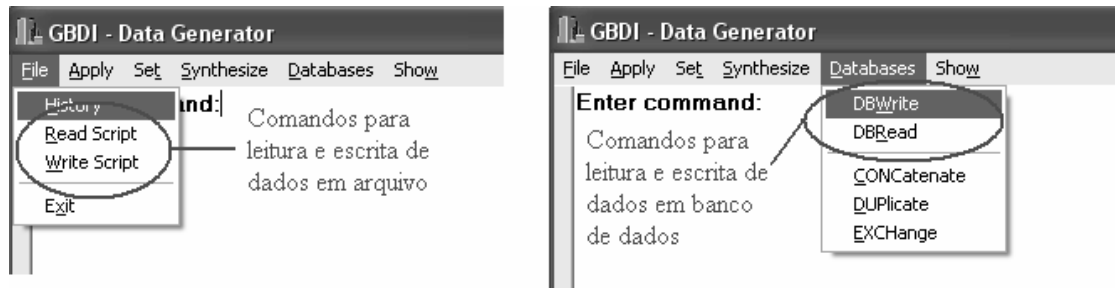 GBDI - Data Generator
File Apply Set Synthesize Databases Show
History
nd:
Read Script
Write Script
Exit
Comandos para
leitura e escrita de
dados em arquivo
GBDI - Data Generator
File Apply Set Synthesize Databases Show
Enter command:
DBWrite
DBRead
CONCatenate
DUPlicate
EXCHange
Comandos para
leitura e escrita de
dados em banco
de dados